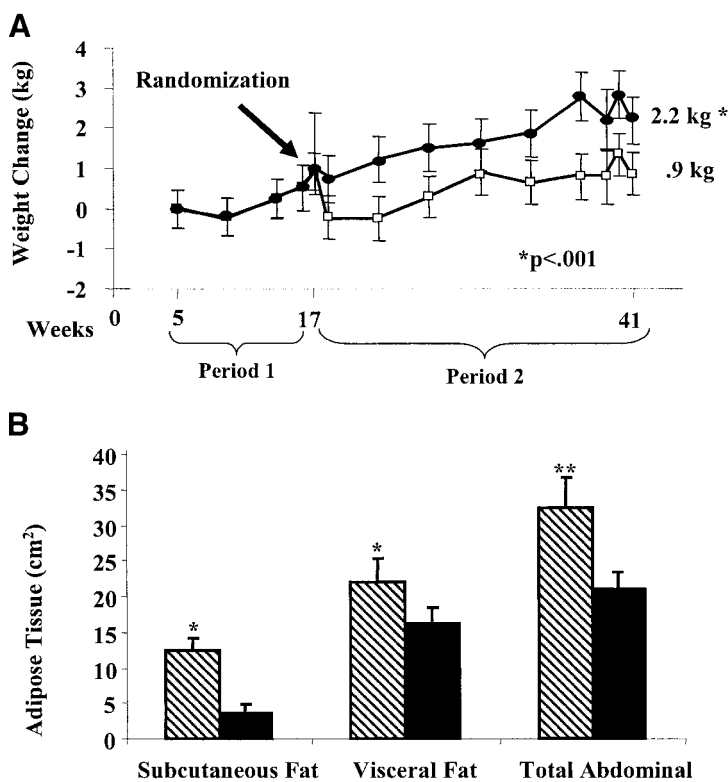 A
4
3
2
1
0
-1
-2
Weight Change (kg)
Randomization
2.2 kg *
.9 kg
*p<.001
Weeks 0 5 17 41
Period 1 Period 2
B
40
35
30
25
20
15
10
5
0
Adipose Tissue (cm²)
* * **
Subcutaneous Fat Visceral Fat Total Abdominal